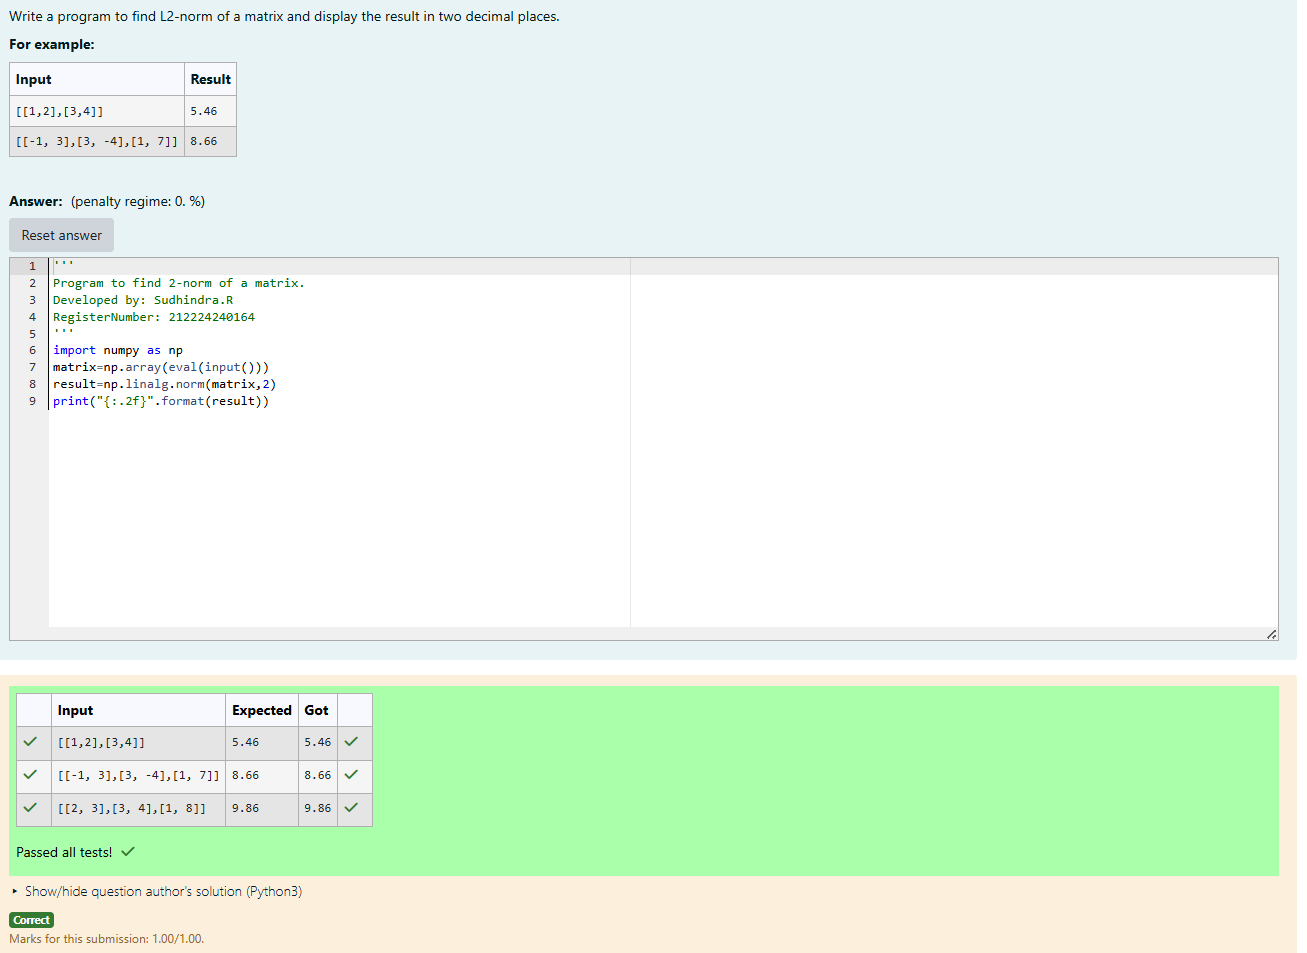 Write a program to find L2-norm of a matrix and display the result in two decimal places.
For example:
Input Result
[[1,2],[3,4]] 5.46
[[-1, 3],[3, -4],[1, 7]] 8.66
Answer: (penalty regime: 0. %)
Reset answer
1 '''
2 Program to find 2-norm of a matrix.
3 Developed by: Sudhindra.R
4 RegisterNumber: 212224240164
5 '''
6 import numpy as np
7 matrix=np.array(eval(input()))
8 result=np.linalg.norm(matrix,2)
9 print("{:.2f}".format(result))
Input Expected Got
[[1,2],[3,4]] 5.46 5.46
[[-1, 3],[3, -4],[1, 7]] 8.66 8.66
[[2, 3],[3, 4],[1, 8]] 9.86 9.86
Passed all tests!
Show/hide question author's solution (Python3)
Correct
Marks for this submission: 1.00/1.00.